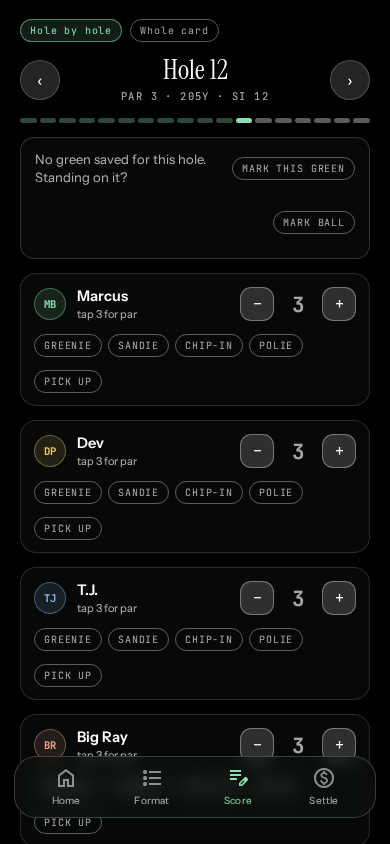 Hole by hole
Whole card
‹
Hole 12
›
PAR 3 · 205Y · SI 12
No green saved for this hole.
Standing on it?
MARK THIS GREEN
MARK BALL
MB
Marcus
tap 3 for par
− 3 +
GREENIE SANDIE CHIP-IN POLIE
PICK UP
DP
Dev
tap 3 for par
− 3 +
GREENIE SANDIE CHIP-IN POLIE
PICK UP
TJ
T.J.
tap 3 for par
− 3 +
GREENIE SANDIE CHIP-IN POLIE
PICK UP
BR
Big Ray
tap 3 for par
− 3 +
Home Format Score Settle
PICK UP